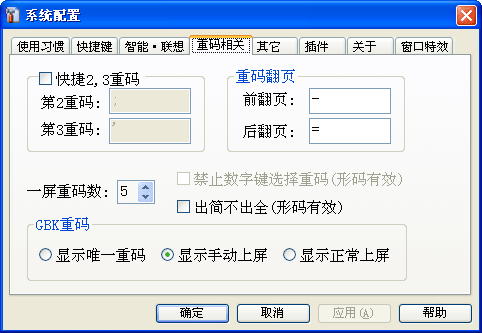 系统配置
使用习惯 快捷键 智能·联想 重码相关 其它 插件 关于 窗口特效
快捷2,3重码
第2重码: ;
第3重码: '
重码翻页
前翻页: -
后翻页: =
一屏重码数: 5
禁止数字键选择重码(形码有效)
出简不出全(形码有效)
GBK重码
显示唯一重码 显示手动上屏 显示正常上屏
确定 取消 应用(A) 帮助